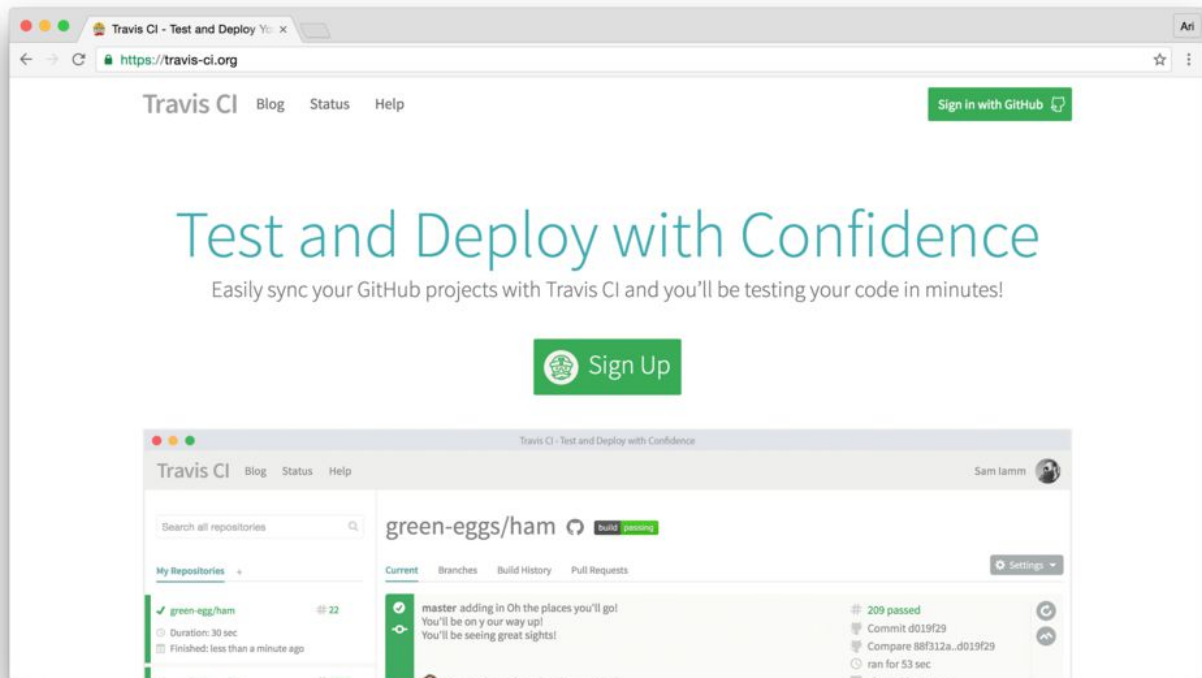 Travis CI - Test and Deploy Yo
Ari
https://travis-ci.org
Travis CI Blog Status Help
Sign in with GitHub
Test and Deploy with Confidence
Easily sync your GitHub projects with Travis CI and you'll be testing your code in minutes!
Sign Up
Travis CI - Test and Deploy with Confidence
Travis CI Blog Status Help
Sam Iamm
Search all repositories
My Repositories +
green-egg/ham # 22
Duration: 30 sec
Finished: less than a minute ago
green-eggs/ham build passing
Current Branches Build History Pull Requests
Settings
master adding in Oh the places you'll go!
You'll be on y our way up!
You'll be seeing great sights!
# 209 passed
Commit d019f29
Compare 88f312a..d019f29
ran for 53 sec